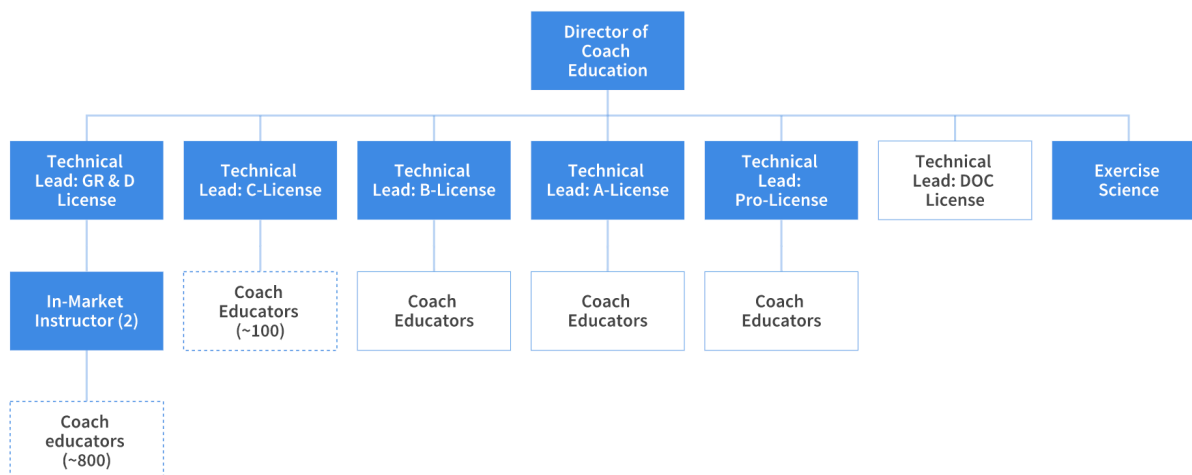 Director of
Coach
Education
Technical
Lead: GR & D
License
Technical
Lead: C-License
Technical
Lead: B-License
Technical
Lead: A-License
Technical
Lead:
Pro-License
Technical
Lead: DOC
License
Exercise
Science
In-Market
Instructor (2)
Coach
Educators
(~100)
Coach
Educators
Coach
Educators
Coach
Educators
Coach
educators
(~800)